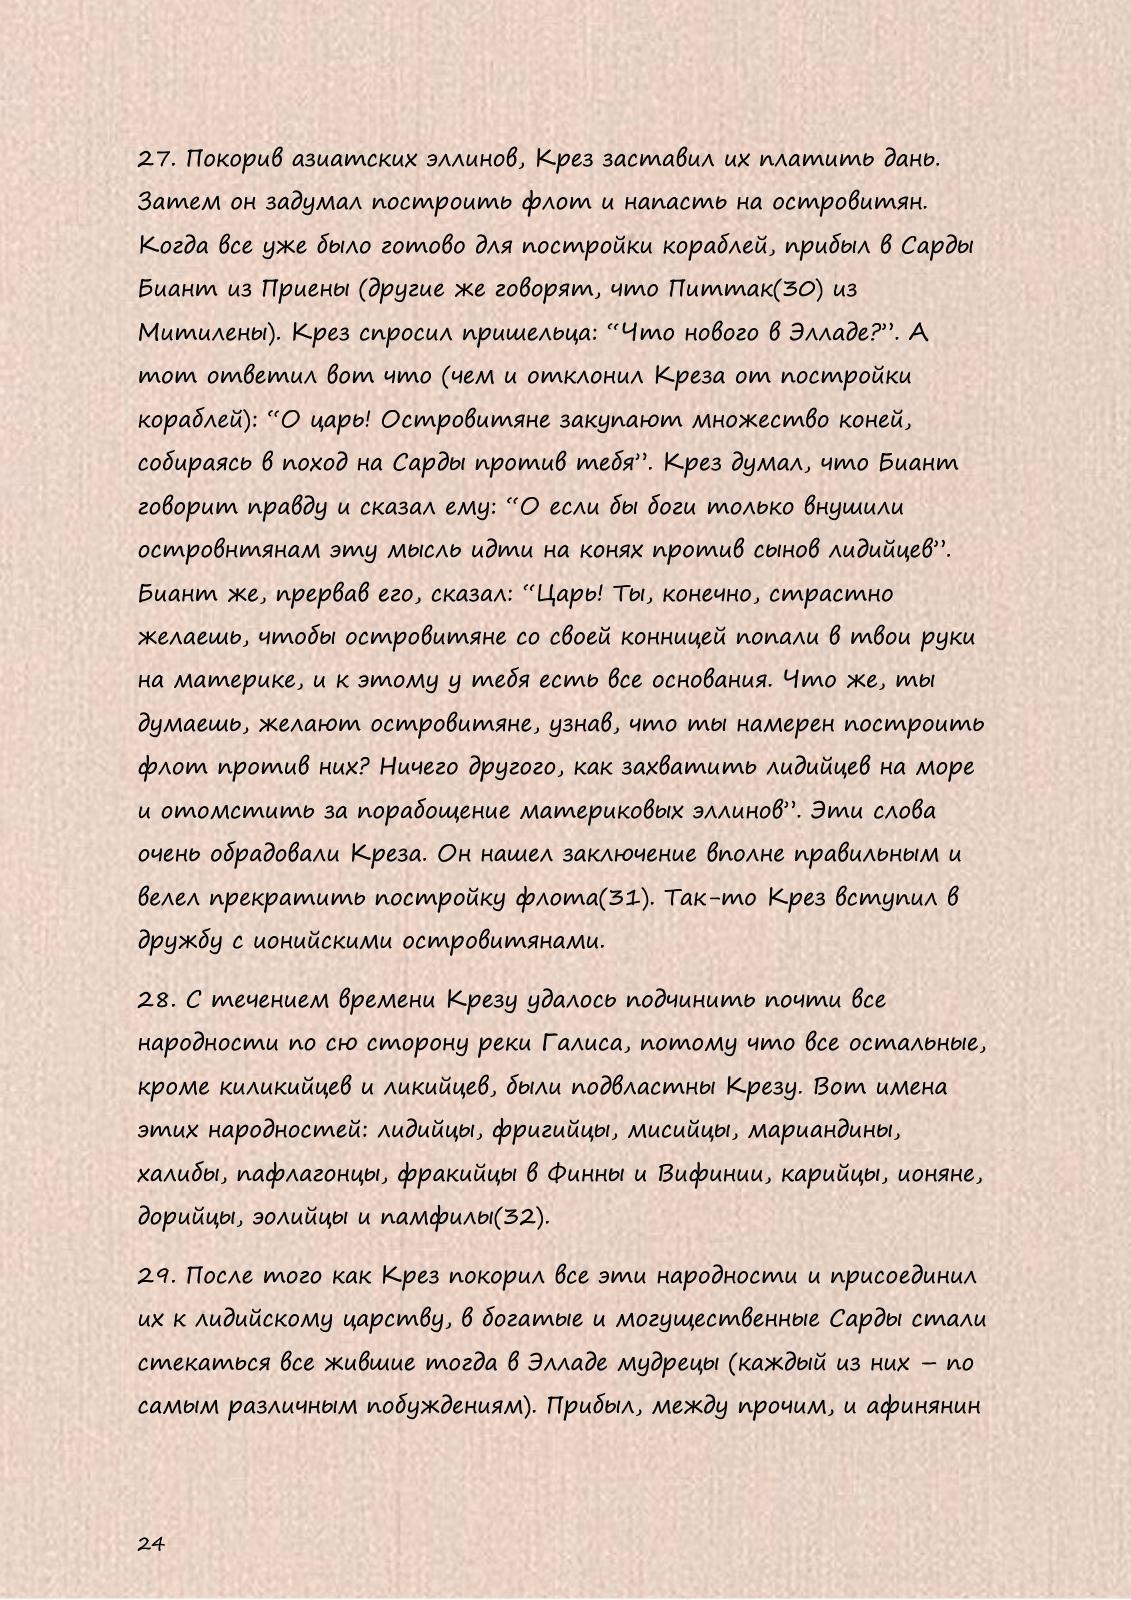 27. Покорив азиатских эллинов, Крез заставил их платить дань.
Затем он задумал построить флот и напасть на островитян.
Когда все уже было готово для постройки кораблей, прибыл в Сарды
Биант из Приены (другие же говорят, что Питтак(30) из
Митилены). Крез спросил пришельца: “Что нового в Элладе?”. А
тот ответил вот что (чем и отклонил Креза от постройки
кораблей): “О царь! Островитяне закупают множество коней,
собираясь в поход на Сарды против тебя”. Крез думал, что Биант
говорит правду и сказал ему: “О если бы боги только внушили
островнтянам эту мысль идти на конях против сынов лидийцев”.
Биант же, прервав его, сказал: “Царь! Ты, конечно, страстно
желаешь, чтобы островитяне со своей конницей попали в твои руки
на материке, и к этому у тебя есть все основания. Что же, ты
думаешь, желают островитяне, узнав, что ты намерен построить
флот против них? Ничего другого, как захватить лидийцев на море
и отомстить за порабощение материковых эллинов”. Эти слова
очень обрадовали Креза. Он нашел заключение вполне правильным и
велел прекратить постройку флота(31). Так-то Крез вступил в
дружбу с ионийскими островитянами.
28. С течением времени Крезу удалось подчинить почти все
народности по сю сторону реки Галиса, потому что все остальные,
кроме киликийцев и ликийцев, были подвластны Крезу. Вот имена
этих народностей: лидийцы, фригийцы, мисийцы, мариандины,
халибы, пафлагонцы, фракийцы в Финны и Вифинии, карийцы, ионяне,
дорийцы, эолийцы и памфилы(32).
29. После того как Крез покорил все эти народности и присоединил
их к лидийскому царству, в богатые и могущественные Сарды стали
стекаться все жившие тогда в Элладе мудрецы (каждый из них – по
самым различным побуждениям). Прибыл, между прочим, и афинянин
24